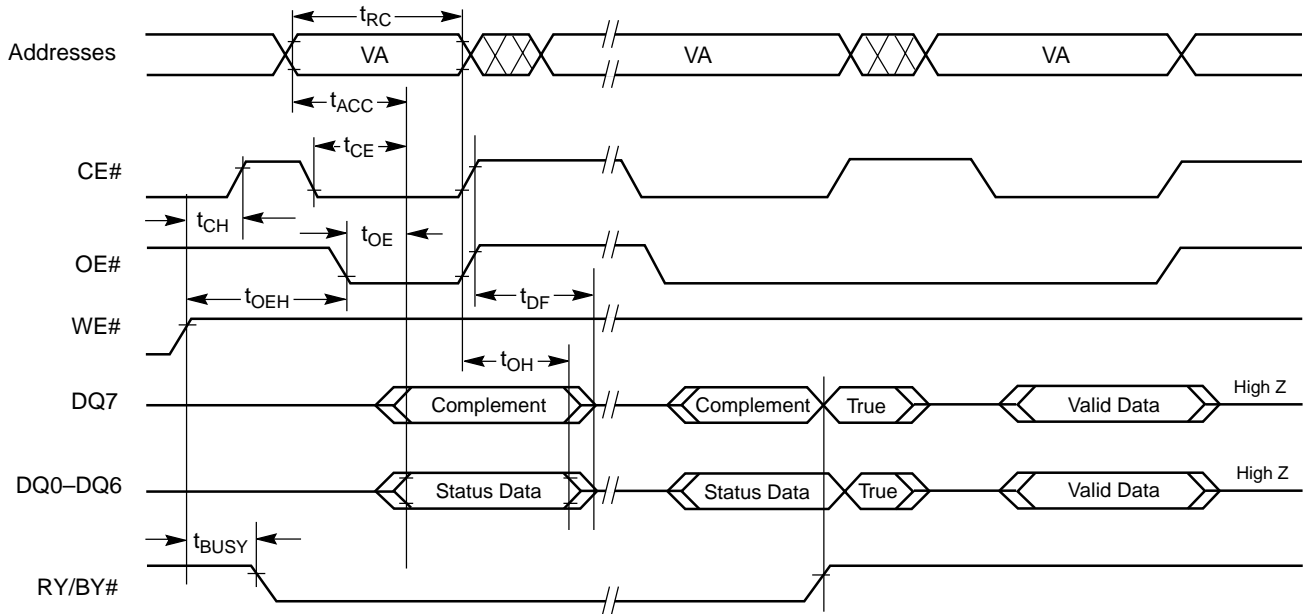 tRC
Addresses VA VA VA
tACC
tCE
CE#
tCH tOE
OE#
tOEH tDF
WE#
tOH
DQ7 Complement Complement True Valid Data High Z
DQ0–DQ6 Status Data Status Data True Valid Data High Z
tBUSY
RY/BY#